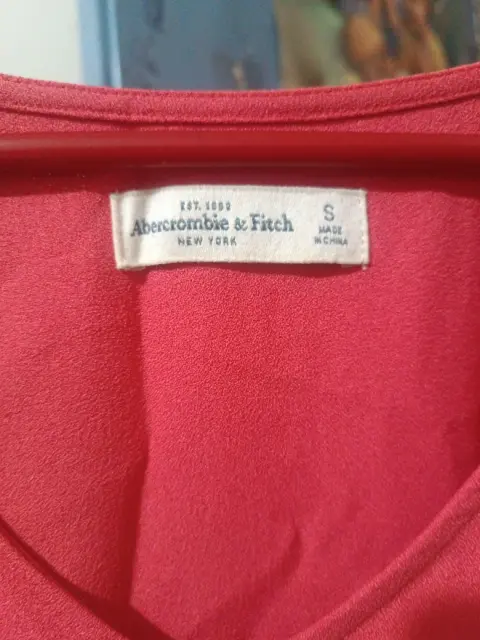 EST. 1892
Abercrombie & Fitch
NEW YORK
S
MADE
IN CHINA